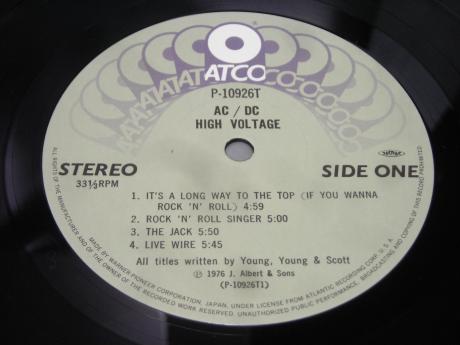 ATCO
P-10926T
AC / DC
HIGH VOLTAGE
STEREO
33⅓RPM
SIDE ONE
1. IT'S A LONG WAY TO THE TOP (IF YOU WANNA
ROCK 'N' ROLL) 4:59
2. ROCK 'N' ROLL SINGER 5:00
3. THE JACK 5:50
4. LIVE WIRE 5:45
All titles written by Young, Young & Scott
Ⓟ 1976 J. Albert & Sons
(P-10926T1)
ALL RIGHTS OF THE MANUFACTURER AND OF THE OWNER OF THE RECORDED WORK RESERVED. UNAUTHORIZED PUBLIC PERFORMANCE, BROADCASTING AND COPYING OF THIS RECORD PROHIBITED
MADE BY WARNER-PIONEER CORPORATION, JAPAN, UNDER LICENSE FROM ATLANTIC RECORDING CORP. U.S.A.